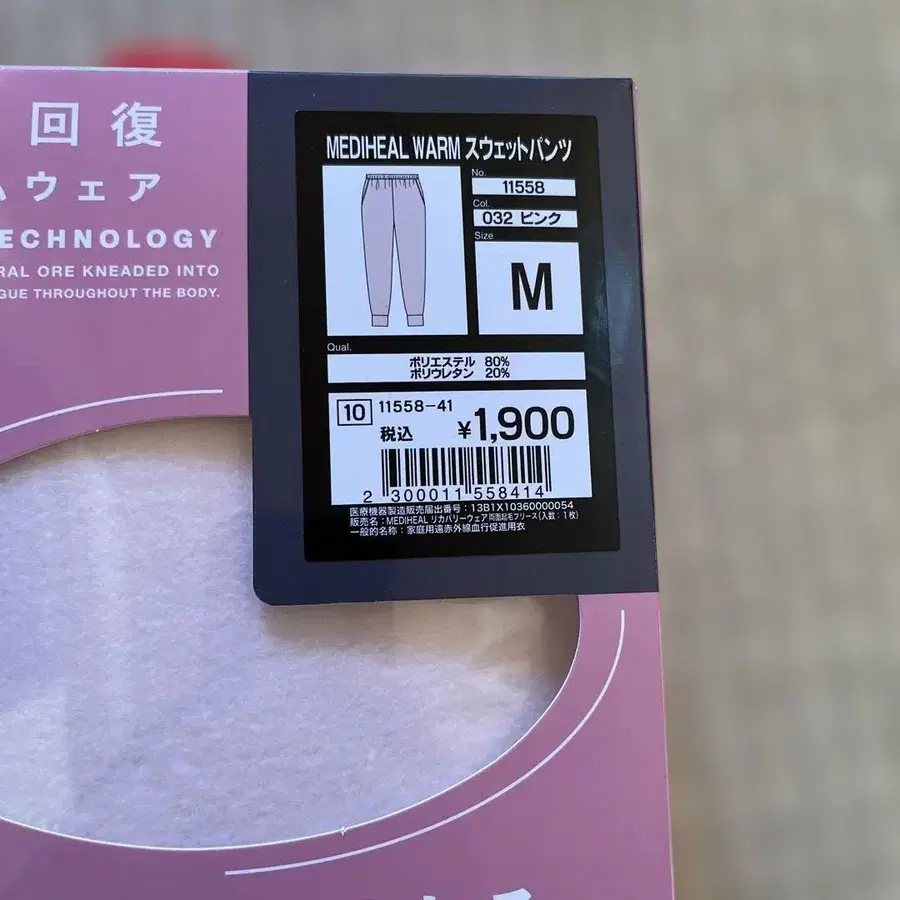 回復
ムウェア
ECHNOLOGY
RAL ORE KNEADED INTO
GUE THROUGHOUT THE BODY.
MEDIHEAL WARM スウェットパンツ
No.
11558
Col.
032 ピンク
Size
M
Qual.
ポリエステル 80%
ポリウレタン 20%
10 11558-41
税込 ¥1,900
2 300011 558414
医療機器製造販売届出番号：13B1X10360000054
販売名：MEDIHEAL リカバリーウェア両面起毛フリース(入数：1枚)
一般的名称：家庭用遠赤外線血行促進用衣